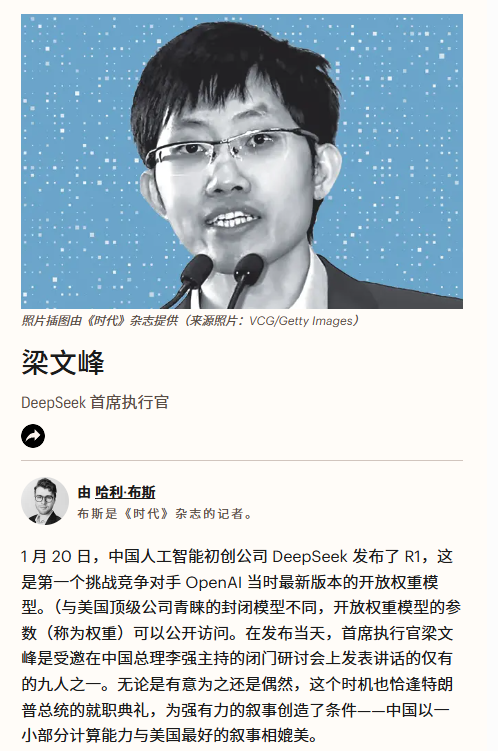 照片插图由《时代》杂志提供（来源照片：VCG/Getty Images）
梁文峰
DeepSeek 首席执行官
由 哈利·布斯
布斯是《时代》杂志的记者。
1 月 20 日，中国人工智能初创公司 DeepSeek 发布了 R1，这
是第一个挑战竞争对手 OpenAI 当时最新版本的开放权重模
型。（与美国顶级公司青睐的封闭模型不同，开放权重模型的参
数（称为权重）可以公开访问。在发布当天，首席执行官梁文
峰是受邀在中国总理李强主持的闭门研讨会上发表讲话的仅有
的九人之一。无论是有意为之还是偶然，这个时机也恰逢特朗
普总统的就职典礼，为强有力的叙事创造了条件——中国以一
小部分计算能力与美国最好的叙事相媲美。